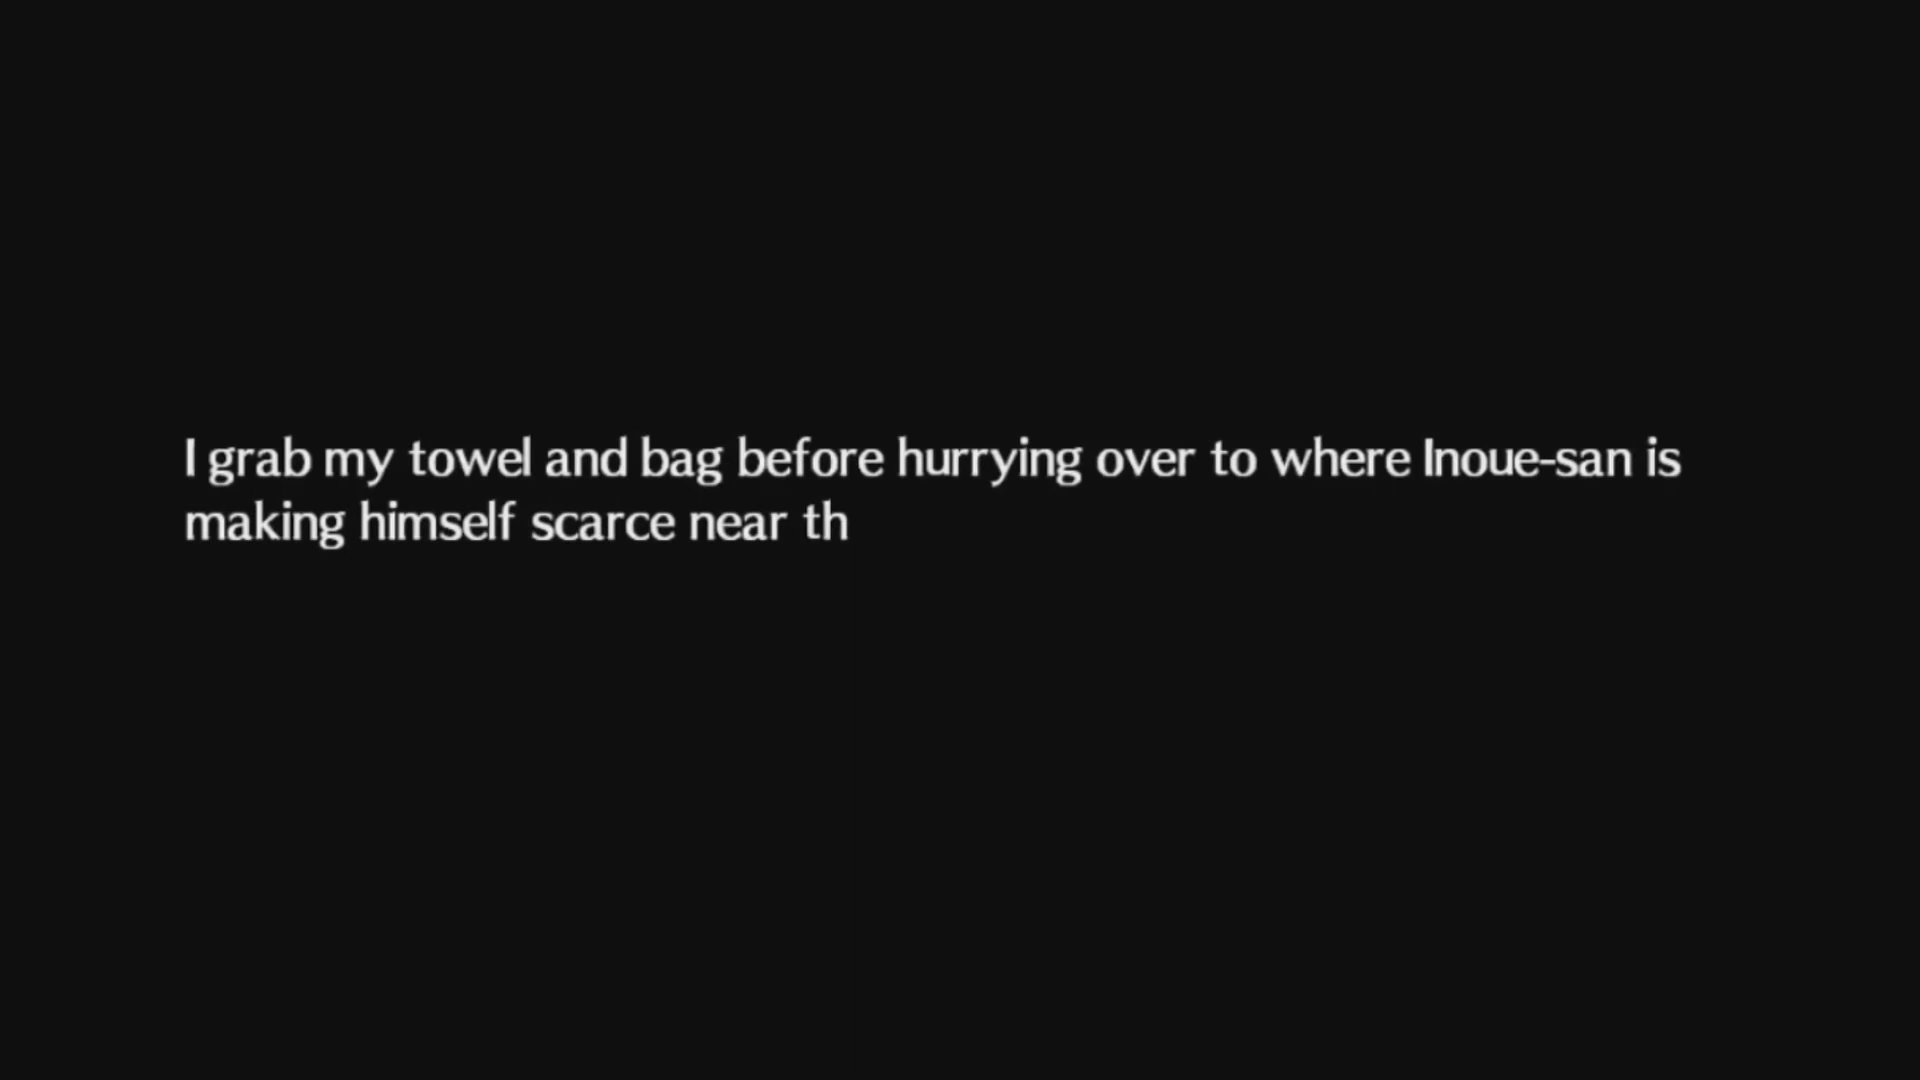 I grab my towel and bag before hurrying over to where Inoue-san is
making himself scarce near th